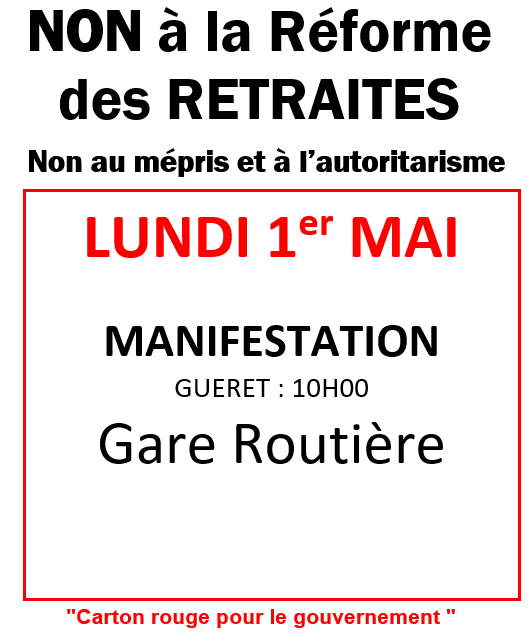 NON à la Réforme
des RETRAITES
Non au mépris et à l’autoritarisme
LUNDI 1er MAI
MANIFESTATION
GUERET : 10H00
Gare Routière
"Carton rouge pour le gouvernement "